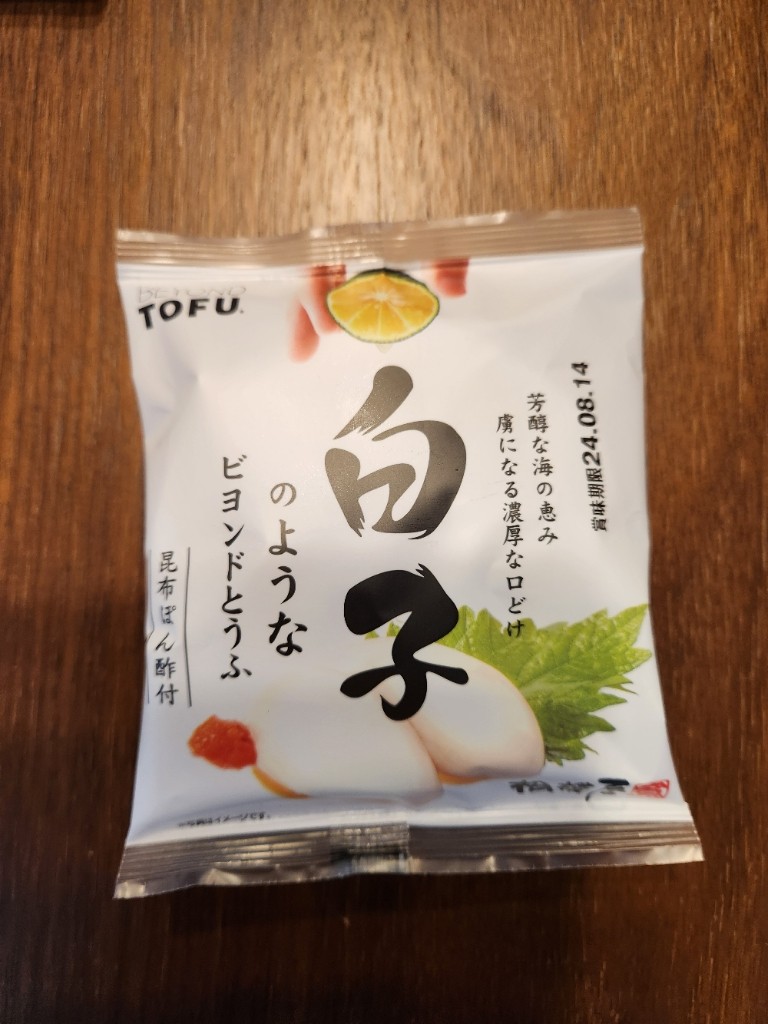 BEYOND
TOFU
賞味期限24.08.14
芳醇な海の恵み
虜になる濃厚な口どけ
白子
のような
ビヨンドとうふ
昆布ぽん酢付